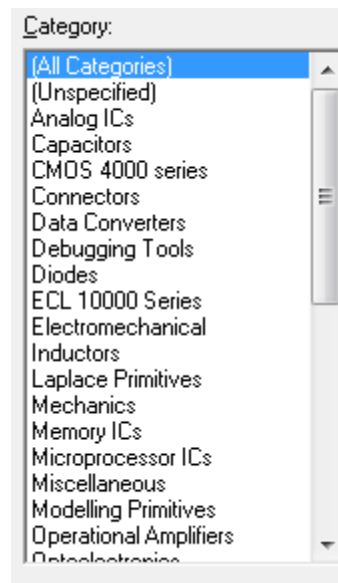 Category:
(All Categories)
(Unspecified)
Analog ICs
Capacitors
CMOS 4000 series
Connectors
Data Converters
Debugging Tools
Diodes
ECL 10000 Series
Electromechanical
Inductors
Laplace Primitives
Mechanics
Memory ICs
Microprocessor ICs
Miscellaneous
Modelling Primitives
Operational Amplifiers
Optoelectronics